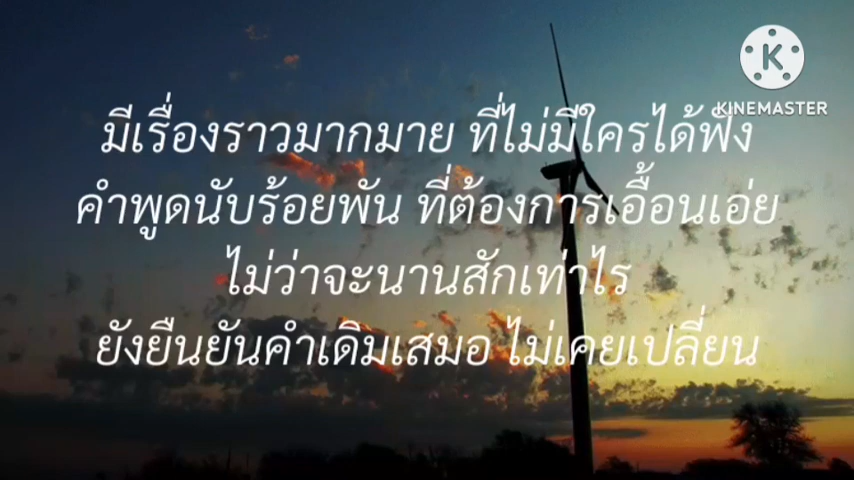 KINEMASTER
มีเรื่องราวมากมาย ที่ไม่มีใครได้ฟัง
คำพูดนับร้อยพัน ที่ต้องการเอื้อนเอ่ย
ไม่ว่าจะนานสักเท่าไร
ยังยืนยันคำเดิมเสมอ ไม่เคยเปลี่ยน